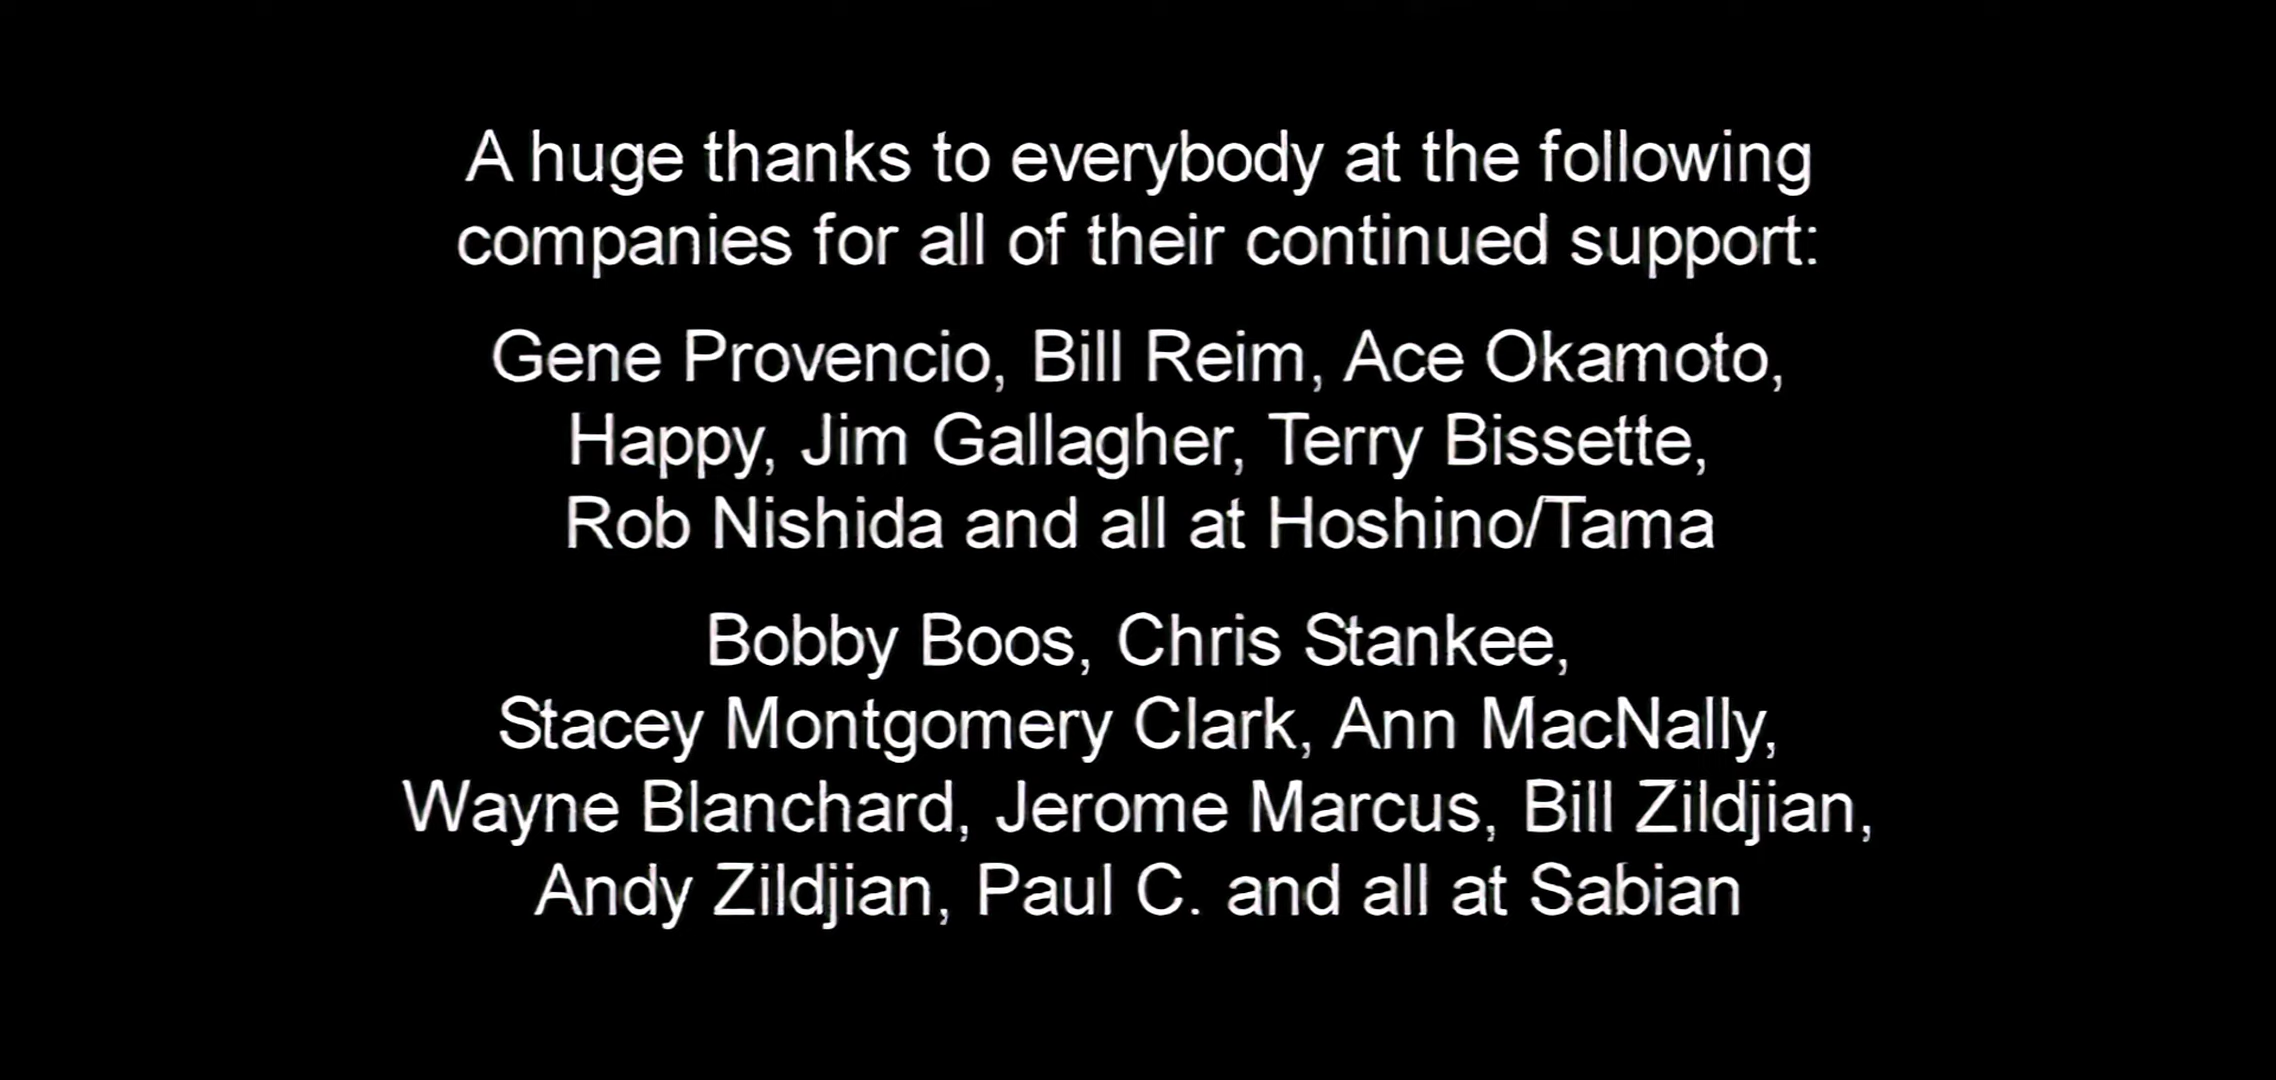 A huge thanks to everybody at the following
companies for all of their continued support:
Gene Provencio, Bill Reim, Ace Okamoto,
Happy, Jim Gallagher, Terry Bissette,
Rob Nishida and all at Hoshino/Tama
Bobby Boos, Chris Stankee,
Stacey Montgomery Clark, Ann MacNally,
Wayne Blanchard, Jerome Marcus, Bill Zildjian,
Andy Zildjian, Paul C. and all at Sabian